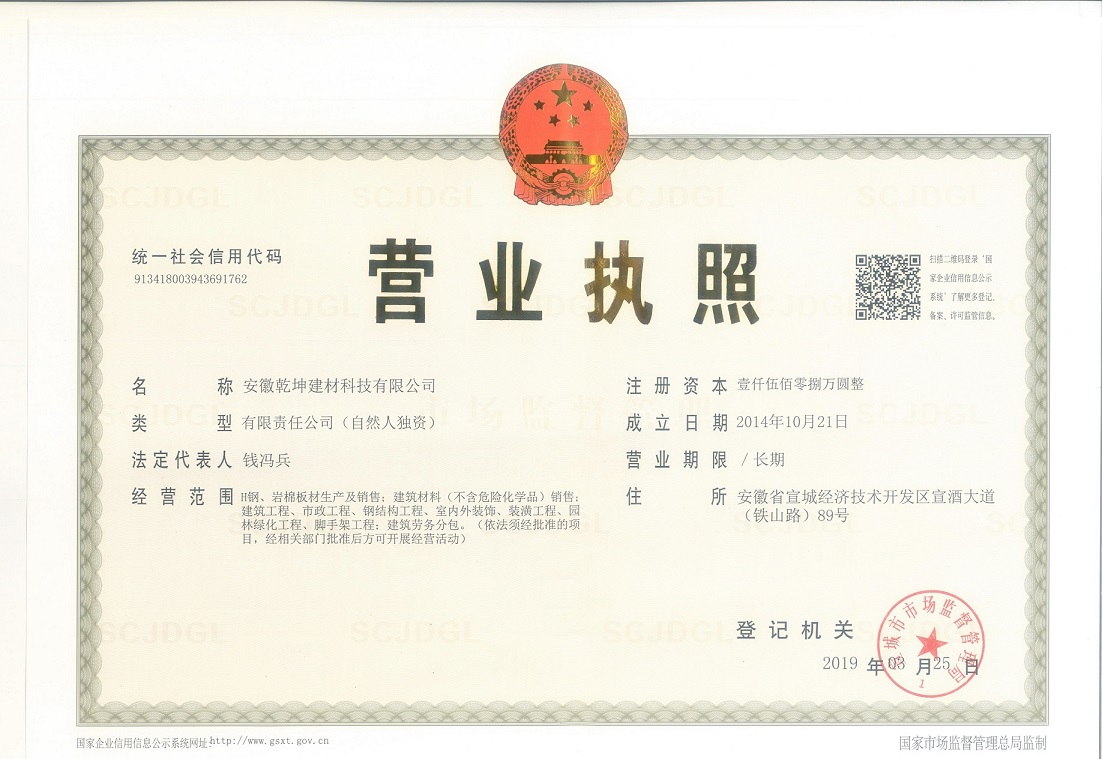 营业执照
统一社会信用代码
913418003943691762
扫描二维码登录‘国
家企业信用信息公示
系统’了解更多登记、
备案、许可监管信息。
名称 安徽乾坤建材科技有限公司
类型 有限责任公司（自然人独资）
法定代表人 钱冯兵
经营范围 H钢、岩棉板材生产及销售；建筑材料（不含危险化学品）销售；
建筑工程、市政工程、钢结构工程、室内外装饰、装潢工程、园
林绿化工程、脚手架工程；建筑劳务分包。（依法须经批准的项
目，经相关部门批准后方可开展经营活动）
注册资本 壹仟伍佰零捌万圆整
成立日期 2014年10月21日
营业期限 / 长期
住所 安徽省宣城经济技术开发区宣酒大道
（铁山路）89号
登记机关
2019 年 03 月 25 日
宣城市市场监督管理局
1
国家企业信用信息公示系统网址:http://www.gsxt.gov.cn
国家市场监督管理总局监制
SCJDGL
市场监督管理